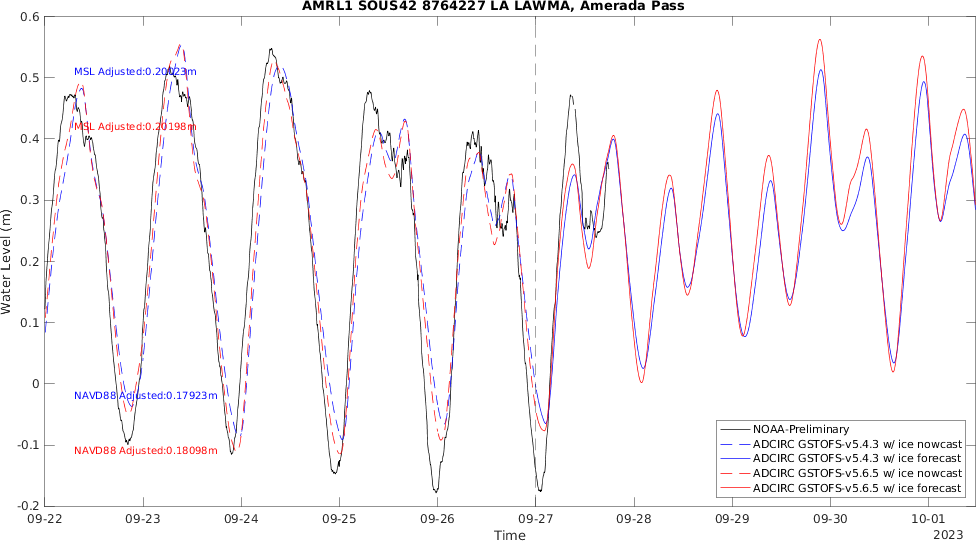 AMRL1 SOUS42 8764227 LA LAWMA, Amerada Pass
0.6
0.5
0.4
0.3
0.2
0.1
0
-0.1
-0.2
Water Level (m)
MSL Adjusted:0.20023m
MSL Adjusted:0.20198m
NAVD88 Adjusted:0.17923m
NAVD88 Adjusted:0.18098m
NOAA-Preliminary
ADCIRC GSTOFS-v5.4.3 w/ ice nowcast
ADCIRC GSTOFS-v5.4.3 w/ ice forecast
ADCIRC GSTOFS-v5.6.5 w/ ice nowcast
ADCIRC GSTOFS-v5.6.5 w/ ice forecast
09-22 09-23 09-24 09-25 09-26 09-27 09-28 09-29 09-30 10-01
Time
2023